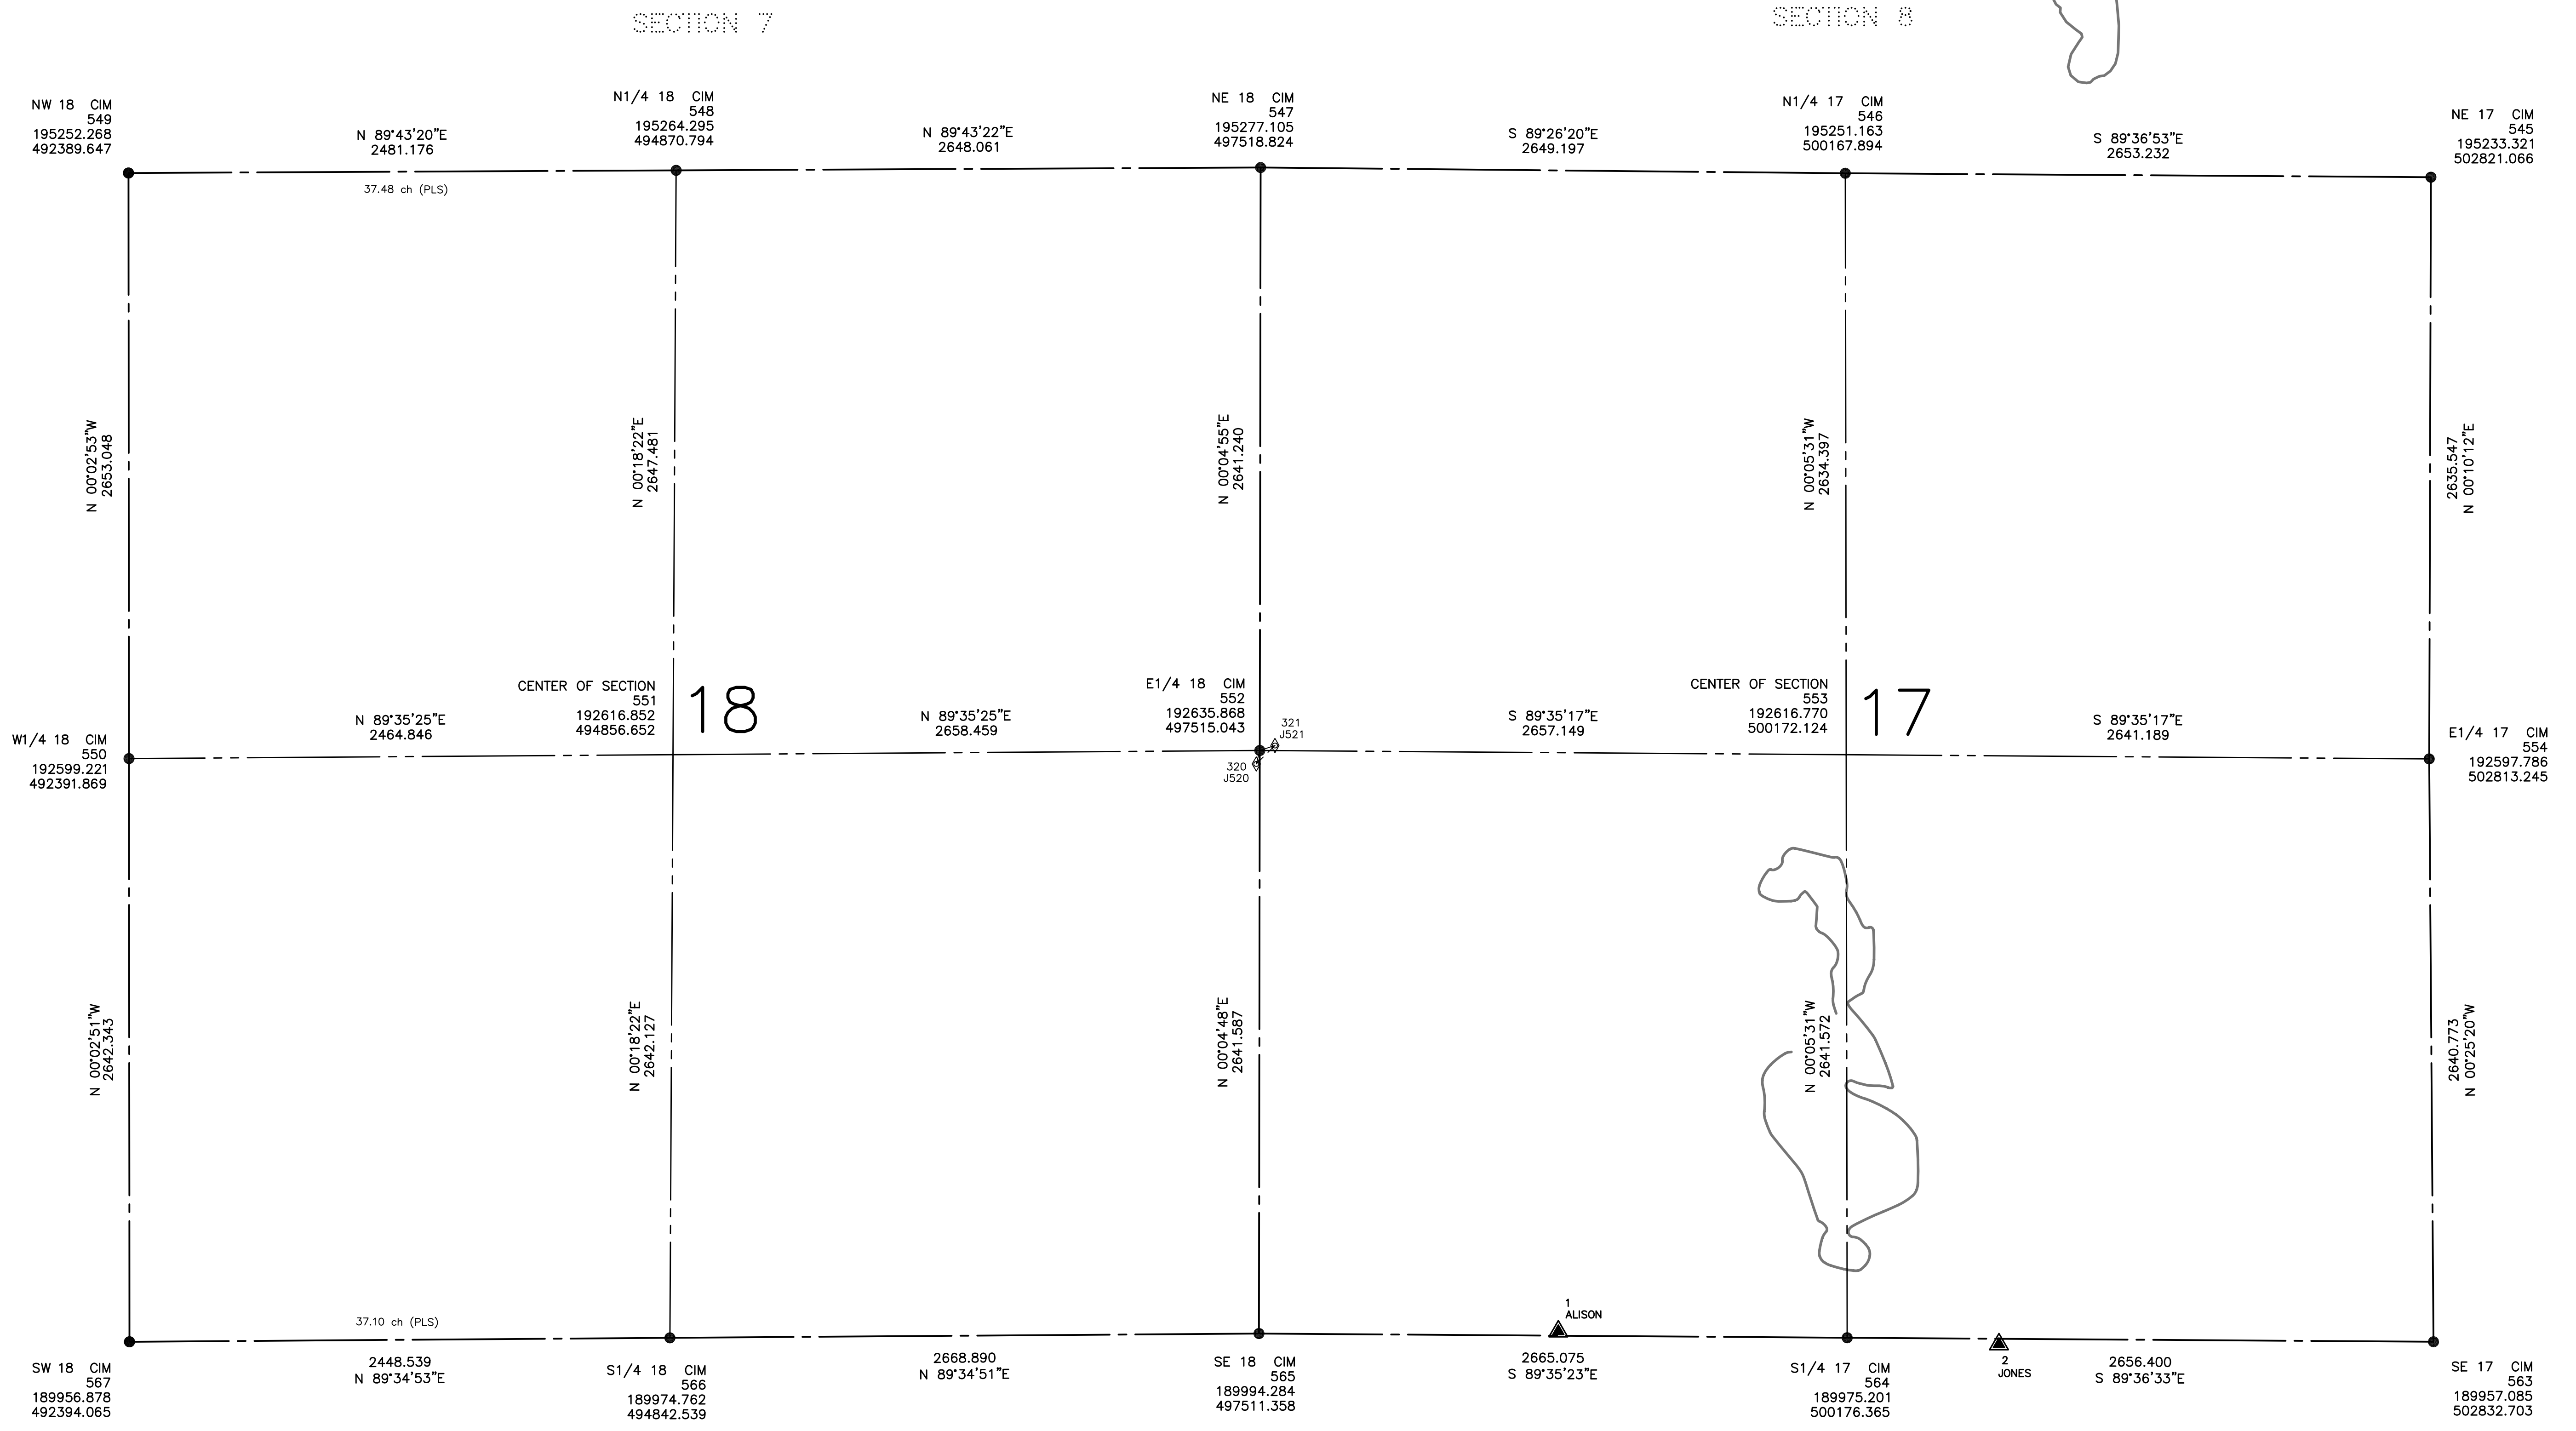 SECTION 7
SECTION 8
NW 18 CIM
549
195252.268
492389.647
N 89°43'20"E
2481.176
37.48 ch (PLS)
N1/4 18 CIM
548
195264.295
494870.794
N 89°43'22"E
2648.061
NE 18 CIM
547
195277.105
497518.824
S 89°26'20"E
2649.197
N1/4 17 CIM
546
195251.163
500167.894
S 89°36'53"E
2653.232
NE 17 CIM
545
195233.321
502821.066
N 00°02'53"W
2653.048
N 00°18'22"E
2647.481
N 00°04'55"E
2641.240
N 00°05'31"W
2634.397
2635.547
N 00°10'12"E
W1/4 18 CIM
550
192599.221
492391.869
N 89°35'25"E
2464.846
CENTER OF SECTION
551
192616.852
494856.652
18
N 89°35'25"E
2658.459
E1/4 18 CIM
552
192635.868
497515.043
321
J521
320
J520
S 89°35'17"E
2657.149
CENTER OF SECTION
553
192616.770
500172.124
17
S 89°35'17"E
2641.189
E1/4 17 CIM
554
192597.786
502813.245
N 00°02'51"W
2642.343
N 00°18'22"E
2642.127
N 00°04'48"E
2641.587
N 00°05'31"W
2641.572
2640.773
N 00°25'20"W
37.10 ch (PLS)
1
ALISON
SW 18 CIM
567
189956.878
492394.065
2448.539
N 89°34'53"E
S1/4 18 CIM
566
189974.762
494842.539
2668.890
N 89°34'51"E
SE 18 CIM
565
189994.284
497511.358
2665.075
S 89°35'23"E
S1/4 17 CIM
564
189975.201
500176.365
2
JONES
2656.400
S 89°36'33"E
SE 17 CIM
563
189957.085
502832.703